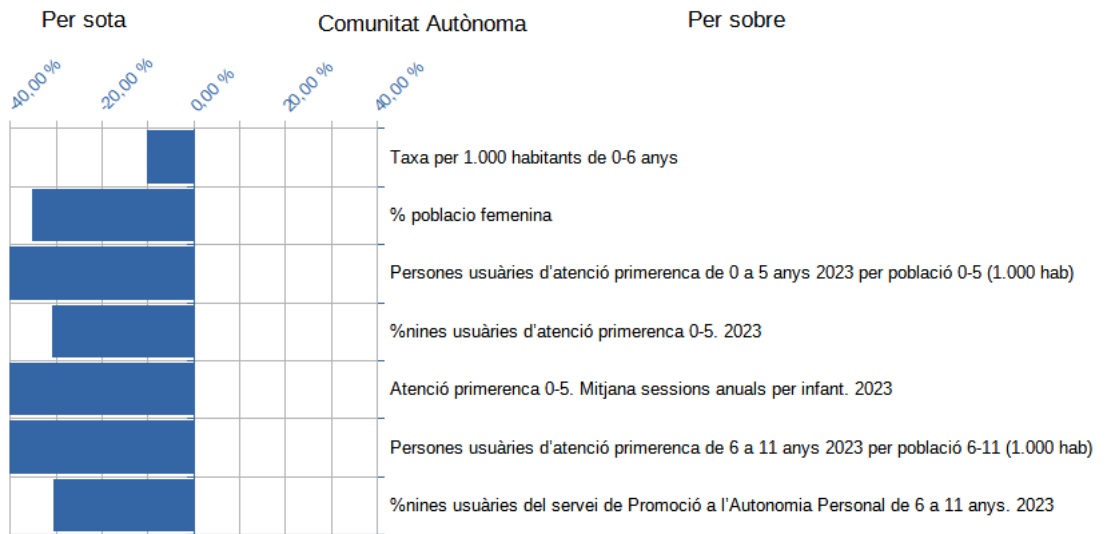 Per sota
Comunitat Autònoma
Per sobre
-40,00 %
-20,00 %
0,00 %
20,00 %
40,00 %
Taxa per 1.000 habitants de 0-6 anys
% poblacio femenina
Persones usuàries d’atenció primerenca de 0 a 5 anys 2023 per població 0-5 (1.000 hab)
%nines usuàries d’atenció primerenca 0-5. 2023
Atenció primerenca 0-5. Mitjana sessions anuals per infant. 2023
Persones usuàries d’atenció primerenca de 6 a 11 anys 2023 per població 6-11 (1.000 hab)
%nines usuàries del servei de Promoció a l’Autonomia Personal de 6 a 11 anys. 2023